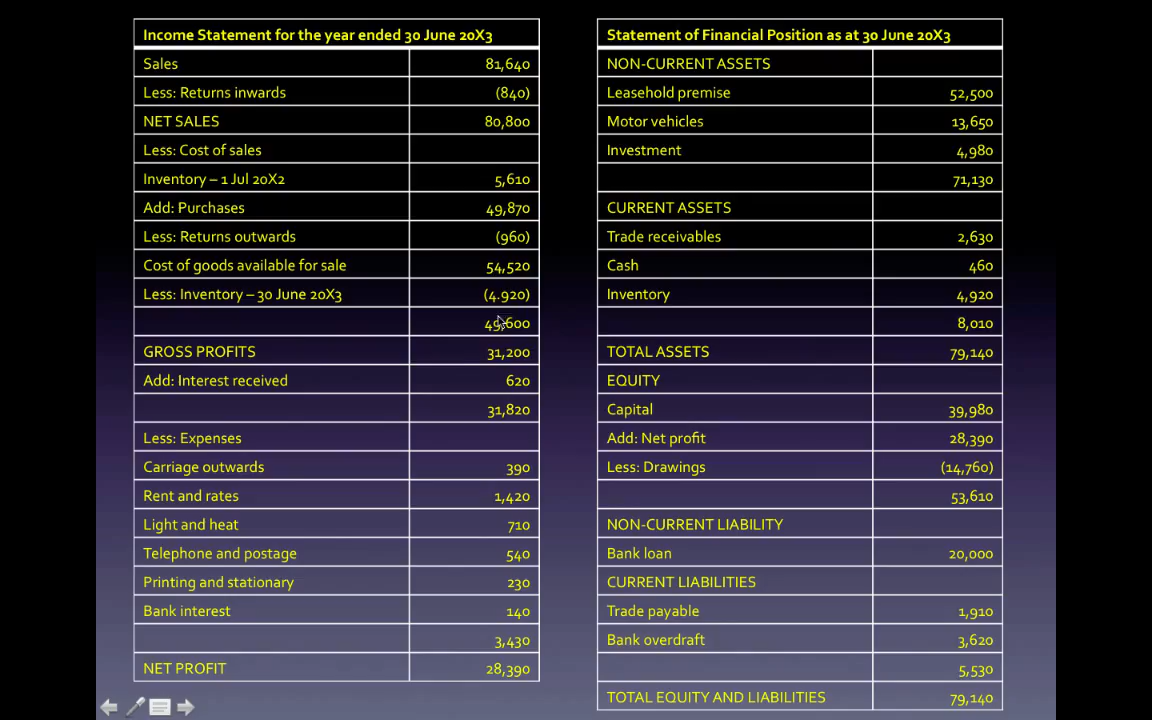 Income Statement for the year ended 30 June 20X3
Sales 81,640
Less: Returns inwards (840)
NET SALES 80,800
Less: Cost of sales
Inventory – 1 Jul 20X2 5,610
Add: Purchases 49,870
Less: Returns outwards (960)
Cost of goods available for sale 54,520
Less: Inventory – 30 June 20X3 (4.920)
49,600
GROSS PROFITS 31,200
Add: Interest received 620
31,820
Less: Expenses
Carriage outwards 390
Rent and rates 1,420
Light and heat 710
Telephone and postage 540
Printing and stationary 230
Bank interest 140
3,430
NET PROFIT 28,390
Statement of Financial Position as at 30 June 20X3
NON-CURRENT ASSETS
Leasehold premise 52,500
Motor vehicles 13,650
Investment 4,980
71,130
CURRENT ASSETS
Trade receivables 2,630
Cash 460
Inventory 4,920
8,010
TOTAL ASSETS 79,140
EQUITY
Capital 39,980
Add: Net profit 28,390
Less: Drawings (14,760)
53,610
NON-CURRENT LIABILITY
Bank loan 20,000
CURRENT LIABILITIES
Trade payable 1,910
Bank overdraft 3,620
5,530
TOTAL EQUITY AND LIABILITIES 79,140